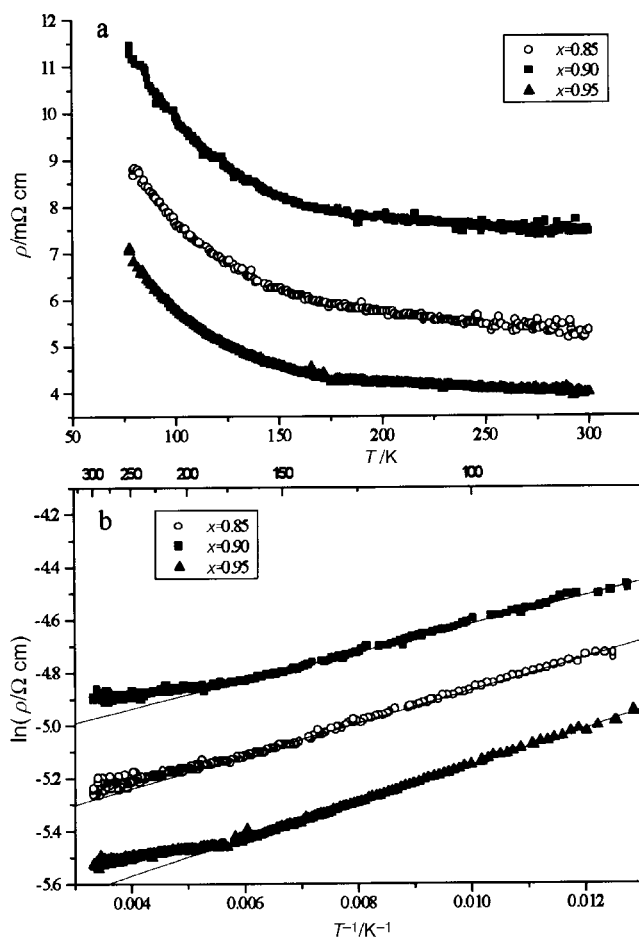 a
x=0.85
x=0.90
x=0.95
12
11
10
9
8
7
6
5
4
ρ/mΩ cm
50
100
150
200
250
300
T /K
300
250
200
140
100
b
x=0.85
x=0.90
x=0.95
-4.2
-4.4
-4.6
-4.8
-5.0
-5.2
-5.4
-5.6
ln( ρ/Ω cm)
0.004
0.006
0.008
0.010
0.012
T⁻¹/K⁻¹